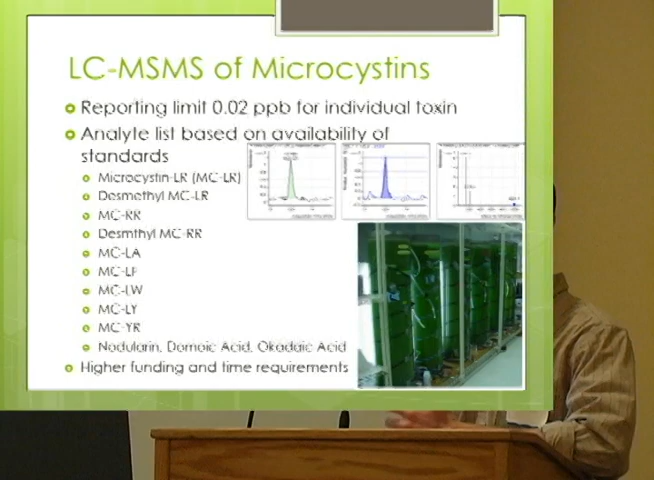 LC-MSMS of Microcystins
Reporting limit 0.02 ppb for individual toxin
Analyte list based on availability of
standards
Microcystin-LR (MC-LR)
Desmethyl MC-LR
MC-RR
Desmthyl MC-RR
MC-LA
MC-LF
MC-LW
MC-LY
MC-YR
Nodularin, Domoic Acid, Okadaic Acid
Higher funding and time requirements